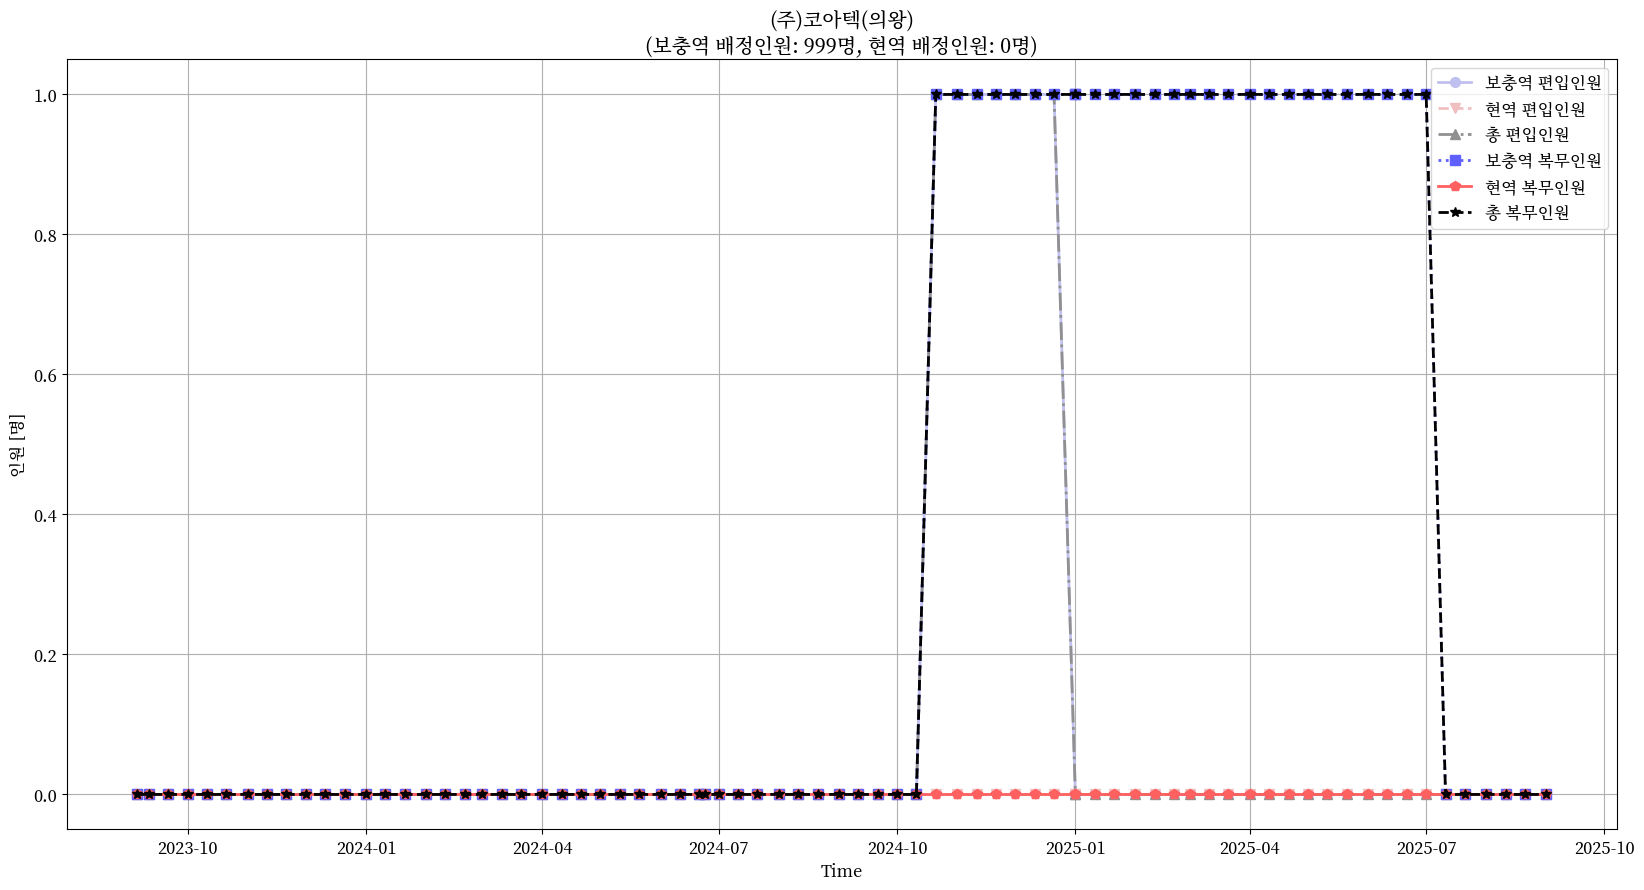 (주)코아텍(의왕)
(보충역 배정인원: 999명, 현역 배정인원: 0명)
보충역 편입인원
현역 편입인원
총 편입인원
보충역 복무인원
현역 복무인원
총 복무인원
인원 [명]
1.0
0.8
0.6
0.4
0.2
0.0
2023-10
2024-01
2024-04
2024-07
2024-10
2025-01
2025-04
2025-07
2025-10
Time